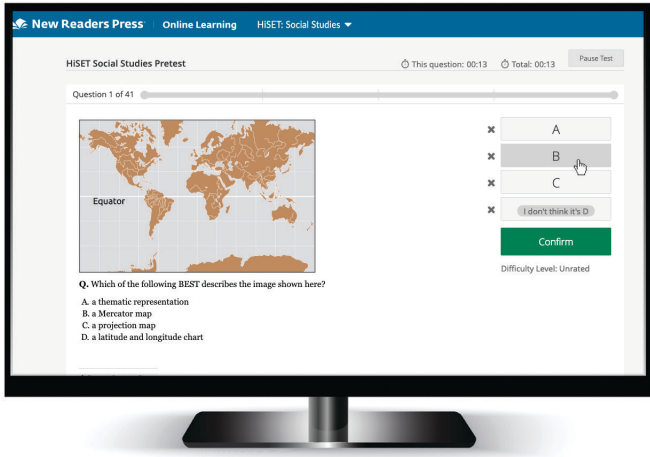 New Readers Press Online Learning HiSET: Social Studies
HiSET Social Studies Pretest This question: 00:13 Total: 00:13 Pause Test
Question 1 of 41
Equator
Q. Which of the following BEST describes the image shown here?
A. a thematic representation
B. a Mercator map
C. a projection map
D. a latitude and longitude chart
A
B
C
I don't think it's D
Confirm
Difficulty Level: Unrated